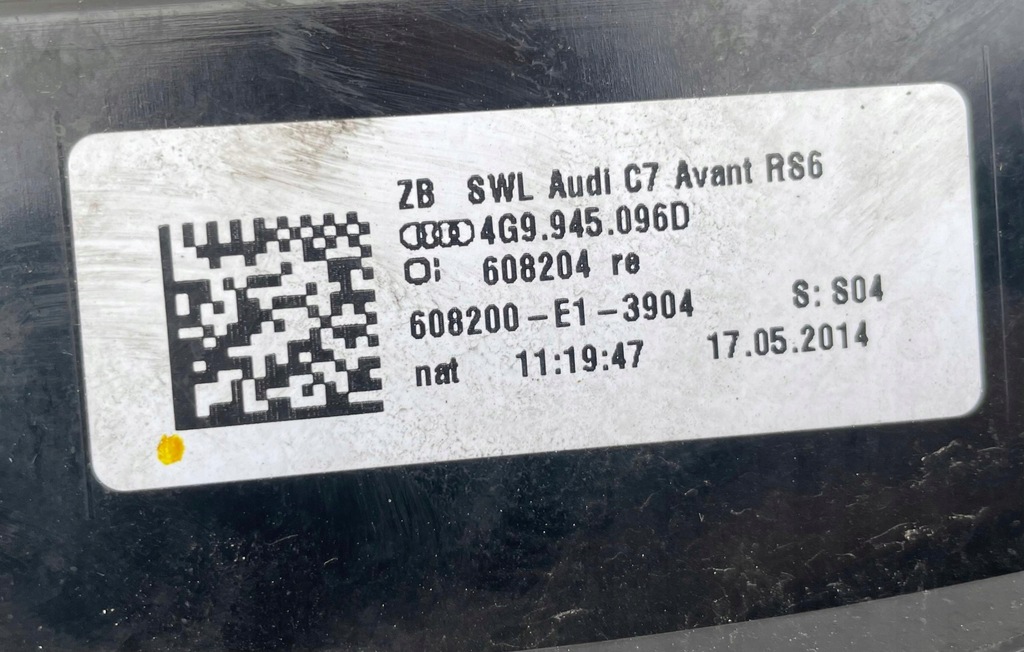 ZB SWL Audi C7 Avant RS6
4G9.945.096D
OI 608204 re
608200-E1-3904 S: S04
nat 11:19:47 17.05.2014